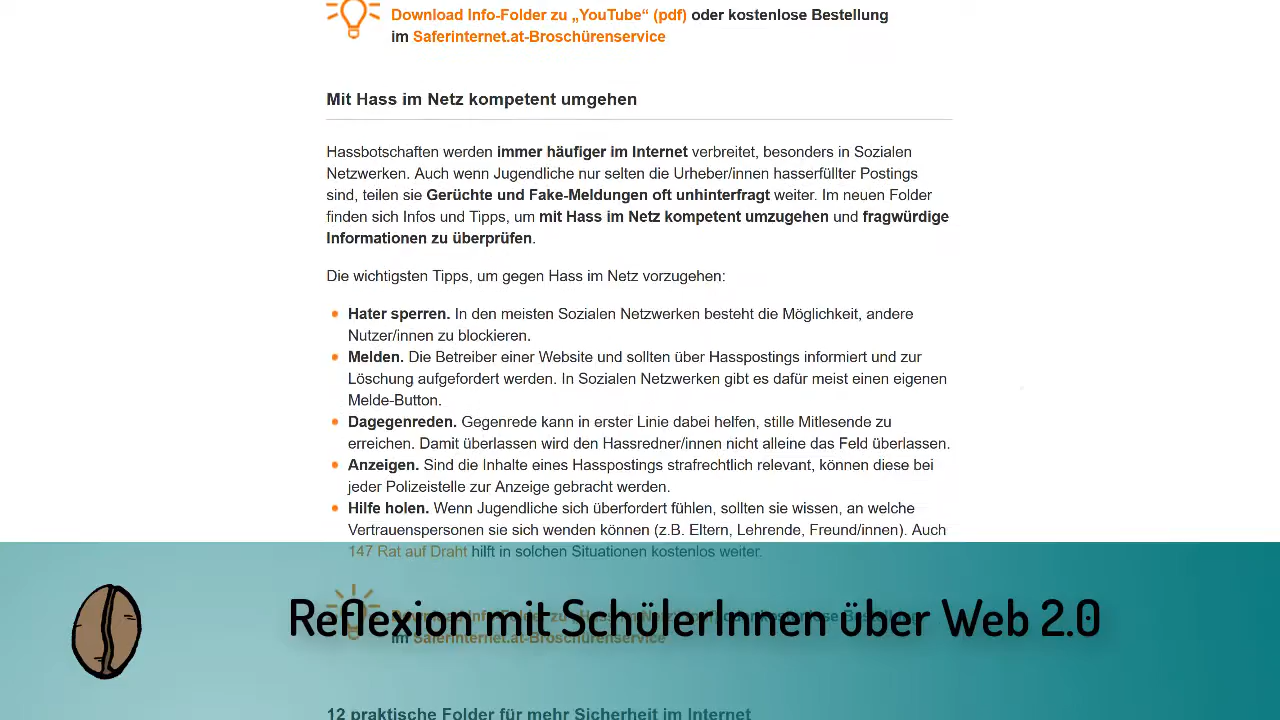 Download Info-Folder zu „YouTube“ (pdf) oder kostenlose Bestellung
im Saferinternet.at-Broschürenservice
Mit Hass im Netz kompetent umgehen
Hassbotschaften werden immer häufiger im Internet verbreitet, besonders in Sozialen
Netzwerken. Auch wenn Jugendliche nur selten die Urheber/innen hasserfüllter Postings
sind, teilen sie Gerüchte und Fake-Meldungen oft unhinterfragt weiter. Im neuen Folder
finden sich Infos und Tipps, um mit Hass im Netz kompetent umzugehen und fragwürdige
Informationen zu überprüfen.
Die wichtigsten Tipps, um gegen Hass im Netz vorzugehen:
Hater sperren. In den meisten Sozialen Netzwerken besteht die Möglichkeit, andere
Nutzer/innen zu blockieren.
Melden. Die Betreiber einer Website und sollten über Hasspostings informiert und zur
Löschung aufgefordert werden. In Sozialen Netzwerken gibt es dafür meist einen eigenen
Melde-Button.
Dagegenreden. Gegenrede kann in erster Linie dabei helfen, stille Mitlesende zu
erreichen. Damit überlassen wird den Hassredner/innen nicht alleine das Feld überlassen.
Anzeigen. Sind die Inhalte eines Hasspostings strafrechtlich relevant, können diese bei
jeder Polizeistelle zur Anzeige gebracht werden.
Hilfe holen. Wenn Jugendliche sich überfordert fühlen, sollten sie wissen, an welche
Vertrauenspersonen sie sich wenden können (z.B. Eltern, Lehrende, Freund/innen). Auch
147 Rat auf Draht hilft in solchen Situationen kostenlos weiter.
Reflexion mit SchülerInnen über Web 2.0
im Saferinternet.at-Broschürenservice
12 praktische Folder für mehr Sicherheit im Internet